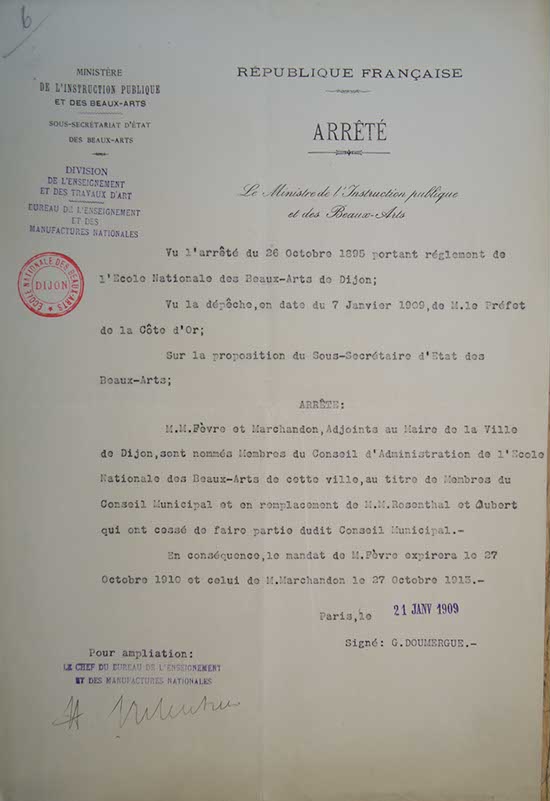 6
MINISTÈRE
DE L'INSTRUCTION PUBLIQUE
ET DES BEAUX-ARTS
SOUS-SECRÉTARIAT D'ÉTAT
DES BEAUX-ARTS
DIVISION
DE L'ENSEIGNEMENT
ET DES TRAVAUX D'ART
BUREAU DE L'ENSEIGNEMENT
ET DES
MANUFACTURES NATIONALES
ECOLE NATIONALE DES BEAUX-ARTS
DIJON
RÉPUBLIQUE FRANÇAISE
ARRÊTÉ
Le Ministre de l'Instruction publique
et des Beaux-Arts
Vu l'arrêté du 26 Octobre 1895 portant réglement de
l'Ecole Nationale des Beaux-Arts de Dijon;
Vu la dépêche,en date du 7 Janvier 1909,de M.le Préfet
de la Côte d'Or;
Sur la proposition du Sous-Secrétaire d'Etat des
Beaux-Arts;
ARRÊTE:
M.M.Fèvre et Marchandon,Adjoints au Maire de la Ville
de Dijon,sont nommés Membres du Conseil d'Administration de l'Ecole
Nationale des Beaux-Arts de cette ville,au titre de Membres du
Conseil Municipal et en remplacement de M.M.Rosenthal et Aubert
qui ont cessé de faire partie dudit Conseil Municipal.-
En conséquence,le mandat de M.Fèvre expirera le 27
Octobre 1910 et celui de M.Marchandon le 27 Octobre 1913.-
Paris,le 21 JANV 1909
Signé: G.DOUMERGUE.-
Pour ampliation:
LE CHEF DU BUREAU DE L'ENSEIGNEMENT
ET DES MANUFACTURES NATIONALES